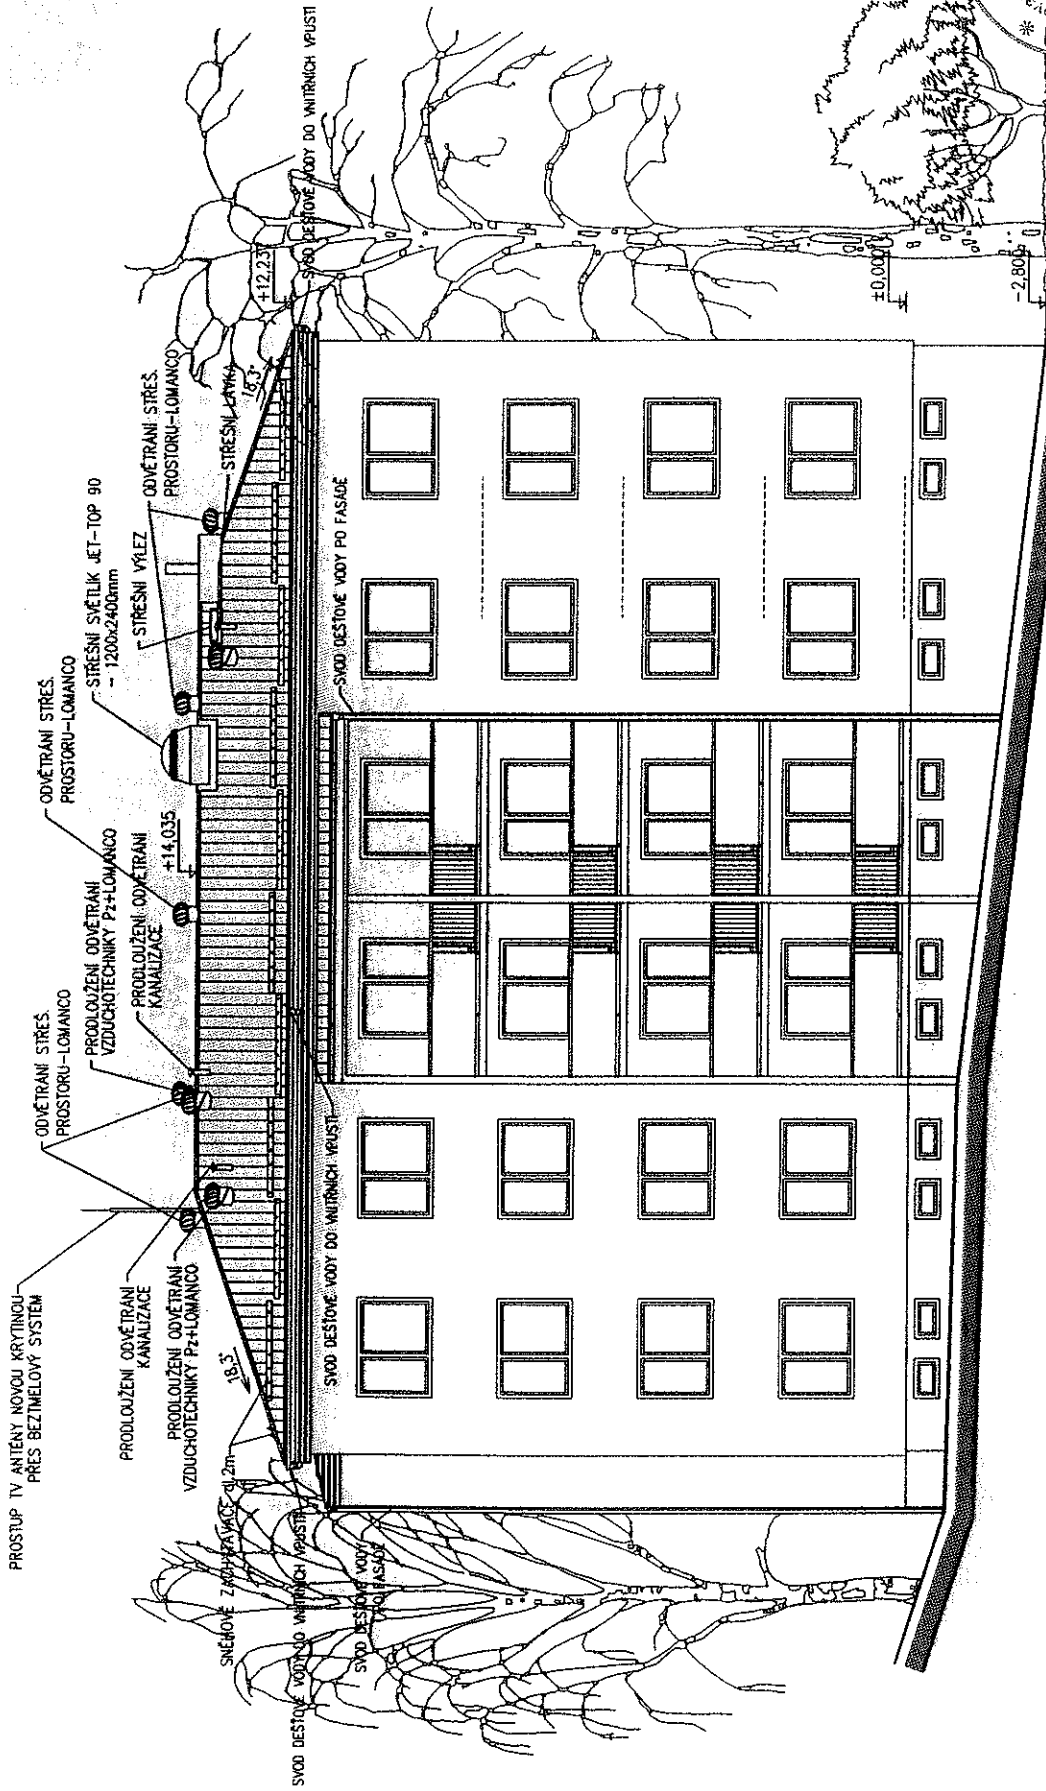 PROSTUP TV ANTÉNY NOVOU KRYTINOU
PŘES BEZTMELOVÝ SYSTÉM
ODVĚTRÁNÍ STŘEŠ.
PROSTORU-LOMANCO
PRODLOUŽENÍ ODVĚTRÁNÍ
VZDUCHOTECHNIKY Pz+LOMANCO
PRODLOUŽENÍ ODVĚTRÁNÍ
KANALIZACE
ODVĚTRÁNÍ STŘEŠ.
PROSTORU-LOMANCO
+14,035
STŘEŠNÍ SVĚTLÍK JET-TOP 90
- 1200x2400mm
STŘEŠNÍ VÝLEZ
ODVĚTRÁNÍ STŘEŠ.
PROSTORU-LOMANCO
STŘEŠNÍ LÁVKA
18,3°
+12,237
SVOD DEŠŤOVÉ VODY DO VNITŘNÍCH VPUSTÍ
PRODLOUŽENÍ ODVĚTRÁNÍ
KANALIZACE
PRODLOUŽENÍ ODVĚTRÁNÍ
VZDUCHOTECHNIKY Pz+LOMANCO
18,3°
SNĚHOVÉ ZACHYTÁVAČE dl.2m
SVOD DEŠŤOVÉ VODY DO VNITŘNÍCH VPUSTÍ
SVOD DEŠŤOVÉ VODY
PO FASÁDĚ
SVOD DEŠŤOVÉ VODY DO VNITŘNÍCH VPUSTÍ
SVOD DEŠŤOVÉ VODY PO FASÁDĚ
±0,000
-2,800